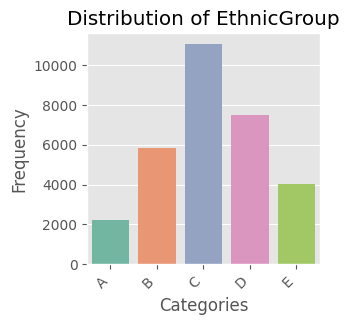 Distribution of EthnicGroup
Frequency
10000
8000
6000
4000
2000
0
A
B
C
D
E
Categories